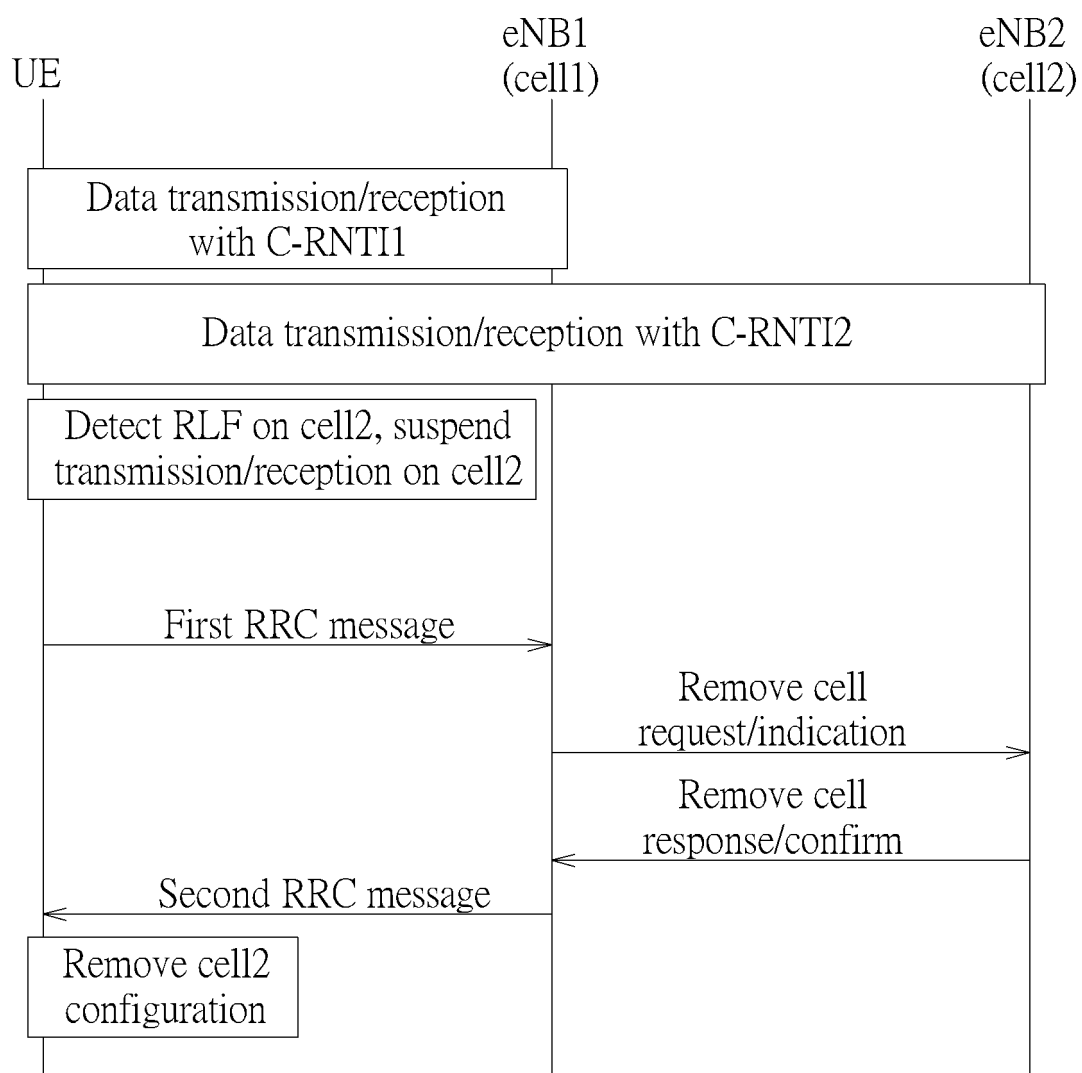 UE
eNB1
(cell1)
eNB2
(cell2)
Data transmission/reception
with C-RNTI1
Data transmission/reception with C-RNTI2
Detect RLF on cell2, suspend
transmission/reception on cell2
First RRC message
Remove cell
request/indication
Remove cell
response/confirm
Second RRC message
Remove cell2
configuration